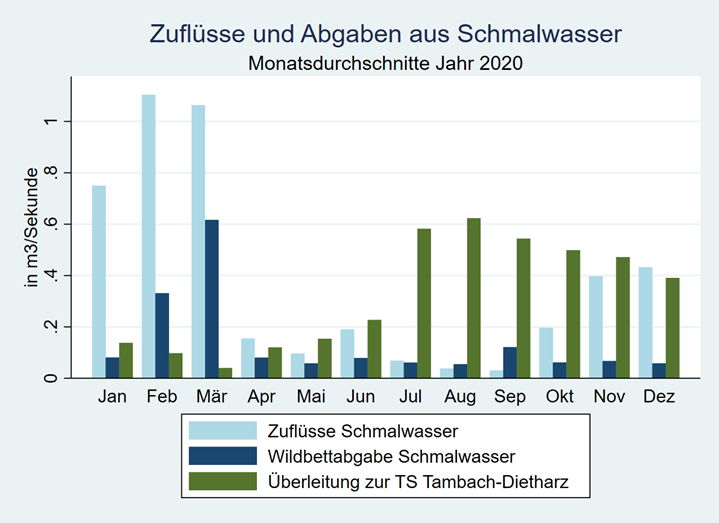 Zuflüsse und Abgaben aus Schmalwasser
Monatsdurchschnitte Jahr 2020
in m3/Sekunde
1
.8
.6
.4
.2
0
Jan Feb Mär Apr Mai Jun Jul Aug Sep Okt Nov Dez
Zuflüsse Schmalwasser
Wildbettabgabe Schmalwasser
Überleitung zur TS Tambach-Dietharz